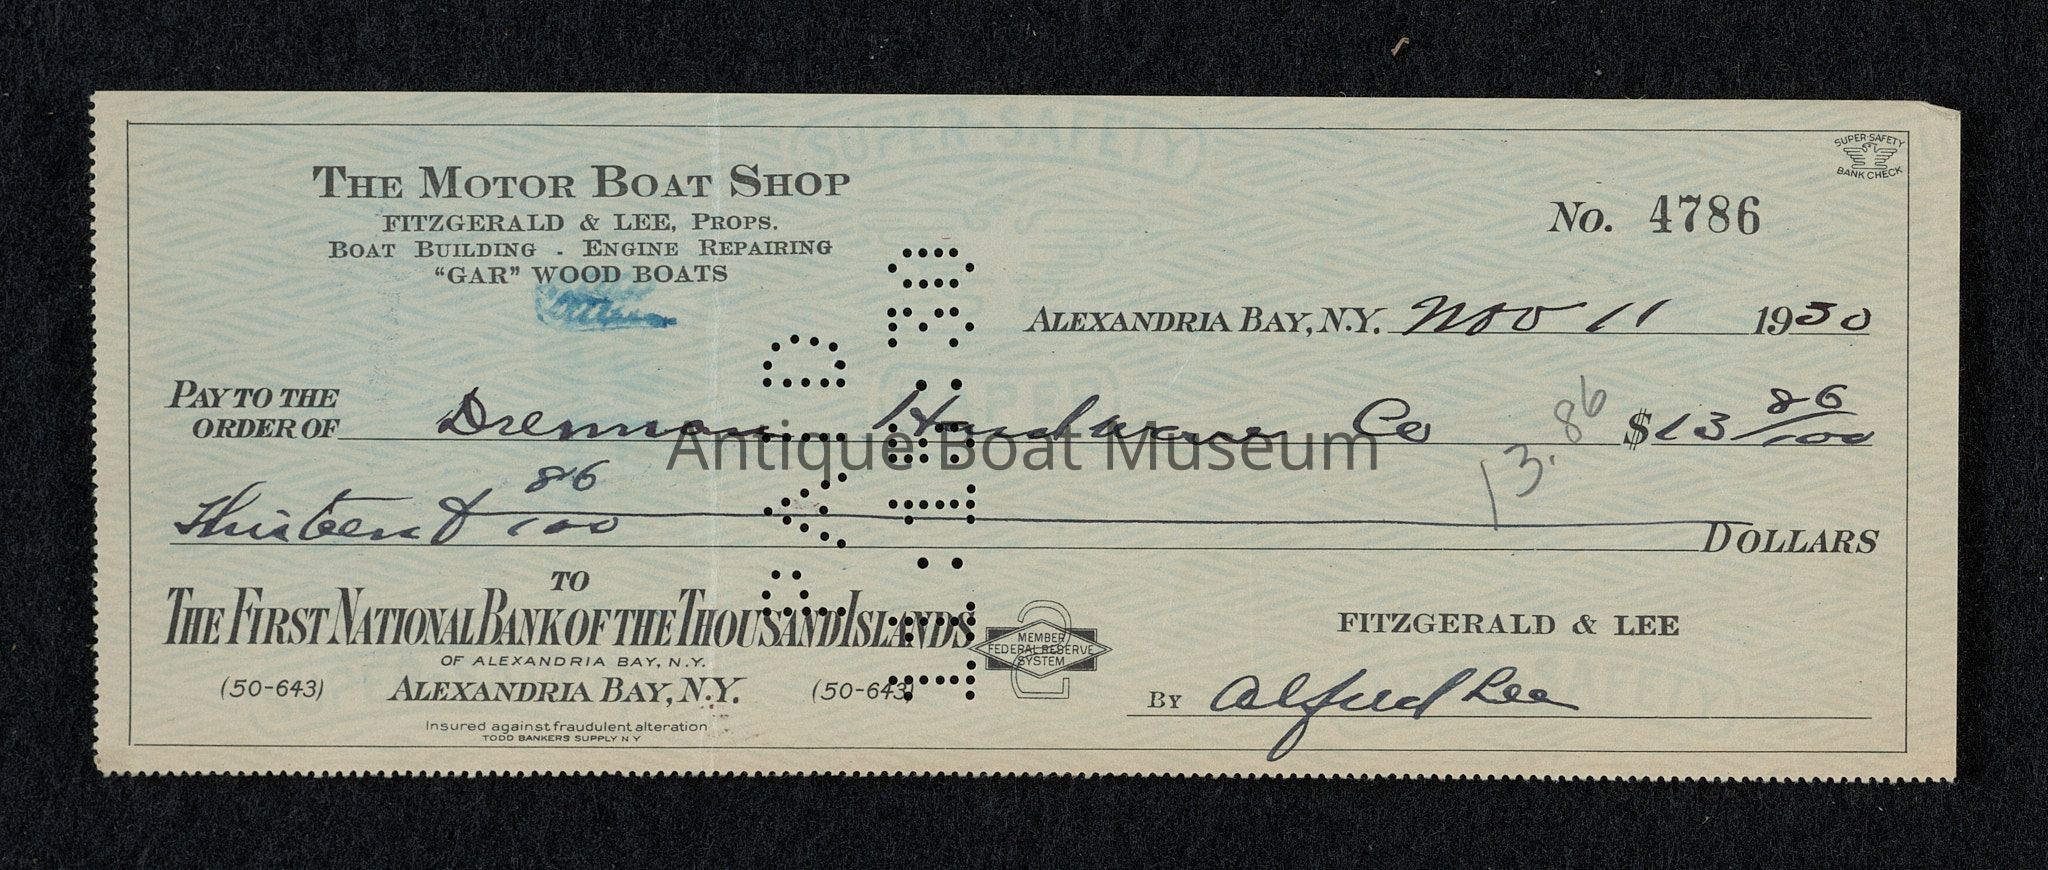 SUPER-SAFETY
BANK CHECK
THE MOTOR BOAT SHOP
FITZGERALD & LEE, PROPS.
BOAT BUILDING - ENGINE REPAIRING
"GAR" WOOD BOATS
No. 4786
ALEXANDRIA BAY, N.Y. Nov 11 1930
PAY TO THE
ORDER OF Drennan Hardware Co $13 86/100
13.86
Antique Boat Museum
Thirteen & 86/100 DOLLARS
TO
THE FIRST NATIONAL BANK OF THE THOUSAND ISLANDS
OF ALEXANDRIA BAY, N.Y.
(50-643) ALEXANDRIA BAY, N.Y. (50-643)
Insured against fraudulent alteration
TODD BANKERS SUPPLY N Y
MEMBER
FEDERAL RESERVE
SYSTEM
FITZGERALD & LEE
BY Alfred Lee